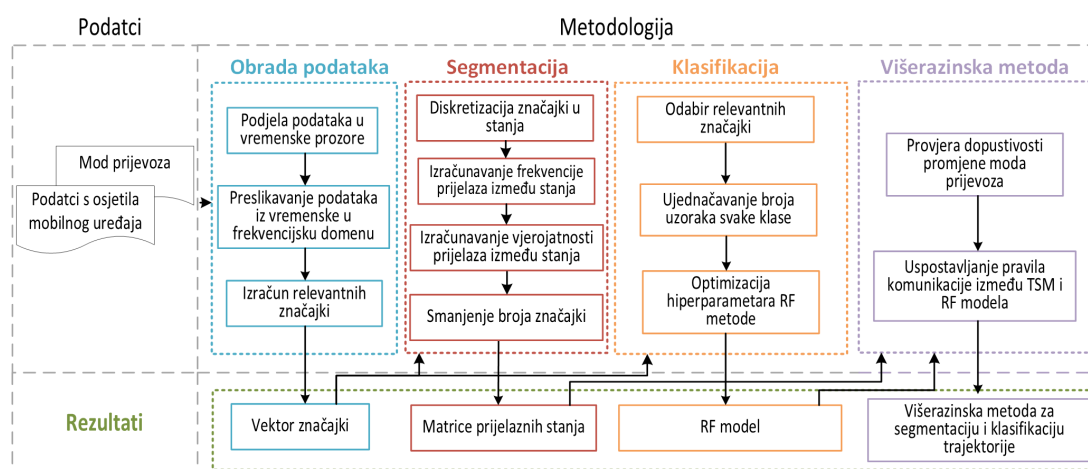 Podatci
Metodologija
Mod prijevoza
Podatci s osjetila
mobilnog uređaja
Obrada podataka
Podjela podataka u
vremenske prozore
Preslikavanje podataka
iz vremenske u
frekvencijsku domenu
Izračun relevantnih
značajki
Segmentacija
Diskretizacija značajki u
stanja
Izračunavanje frekvencije
prijelaza između stanja
Izračunavanje vjerojatnosti
prijelaza između stanja
Smanjenje broja značajki
Klasifikacija
Odabir relevantnih
značajki
Ujednačavanje broja
uzoraka svake klase
Optimizacija
hiperparametara RF
metode
Višerazinska metoda
Provjera dopustivosti
promjene moda
prijevoza
Uspostavljanje pravila
komunikacije između TSM i
RF modela
Rezultati
Vektor značajki
Matrice prijelaznih stanja
RF model
Višerazinska metoda za
segmentaciju i klasifikaciju
trajektorije